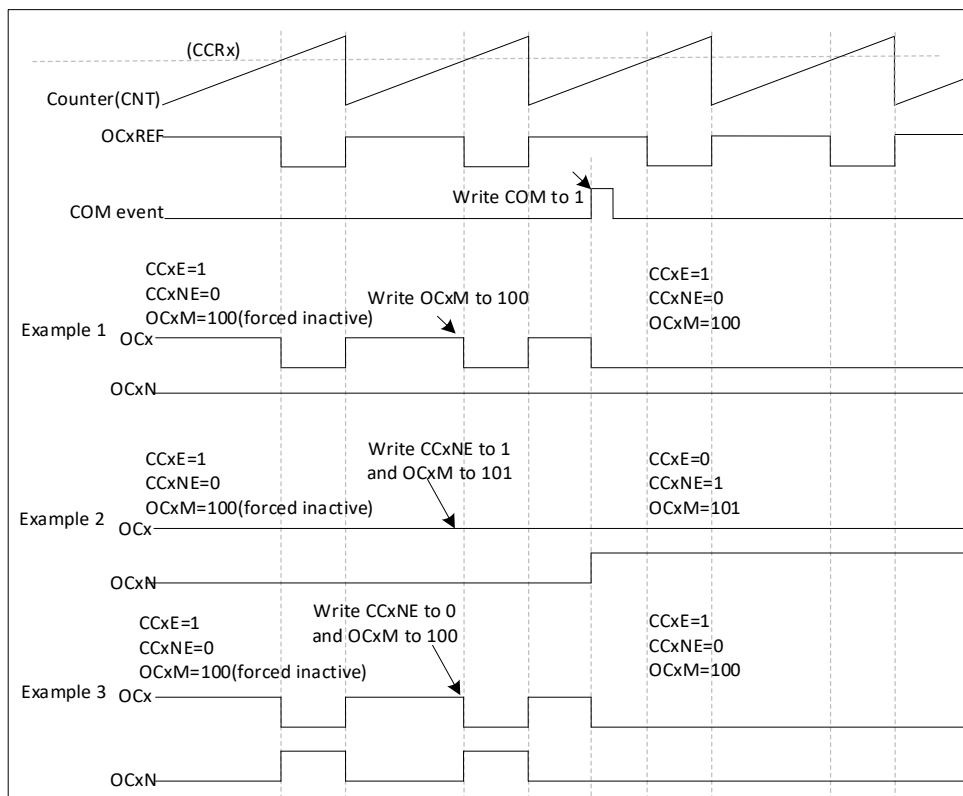 (CCRx)
Counter(CNT)
OCxREF
Write COM to 1
COM event
CCxE=1
CCxNE=0
OCxM=100(forced inactive)
Write OCxM to 100
CCxE=1
CCxNE=0
OCxM=100
Example 1
OCx
OCxN
CCxE=1
CCxNE=0
OCxM=100(forced inactive)
Write CCxNE to 1
and OCxM to 101
CCxE=0
CCxNE=1
OCxM=101
Example 2
OCx
OCxN
CCxE=1
CCxNE=0
OCxM=100(forced inactive)
Write CCxNE to 0
and OCxM to 100
CCxE=1
CCxNE=0
OCxM=100
Example 3
OCx
OCxN